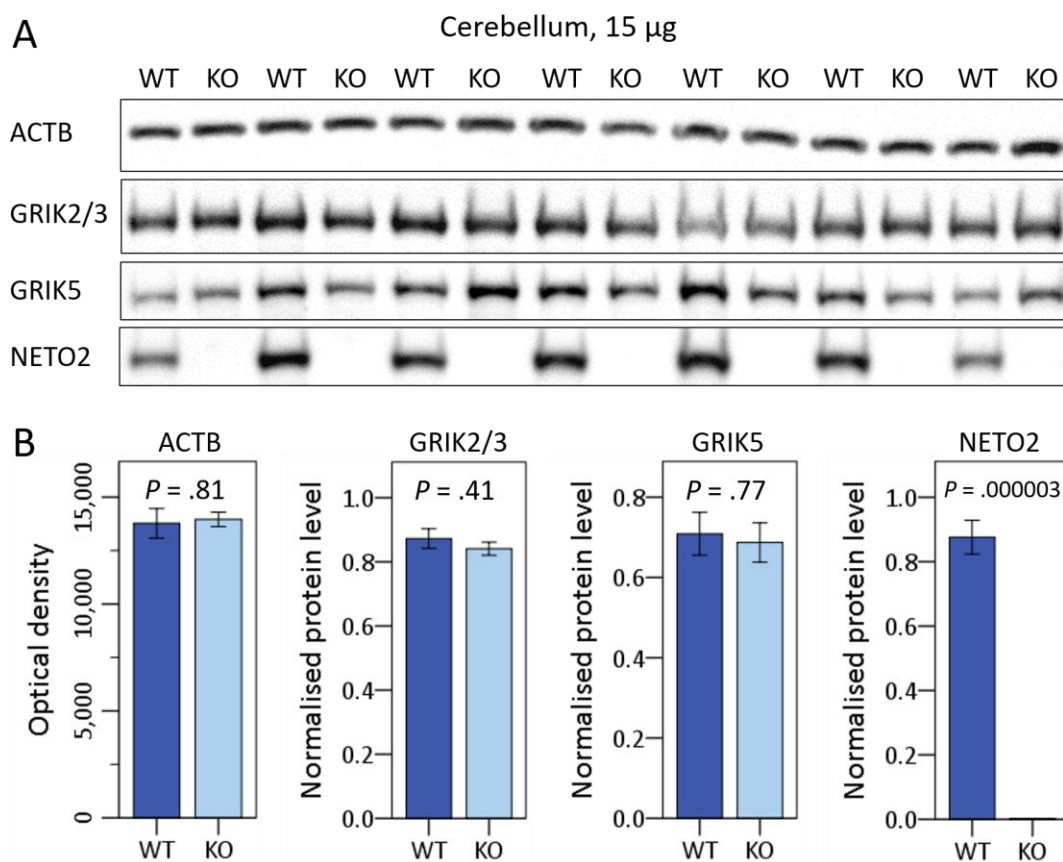 A
Cerebellum, 15 µg
WT KO WT KO WT KO WT KO WT KO WT KO WT KO
ACTB
GRIK2/3
GRIK5
NETO2
B
ACTB
P = .81
15,000
10,000
5,000
0
Optical density
WT KO
GRIK2/3
P = .41
1.0
0.8
0.6
0.4
0.2
0.0
Normalised protein level
WT KO
GRIK5
P = .77
0.8
0.6
0.4
0.2
0.0
Normalised protein level
WT KO
NETO2
P = .000003
1.0
0.8
0.6
0.4
0.2
0.0
Normalised protein level
WT KO